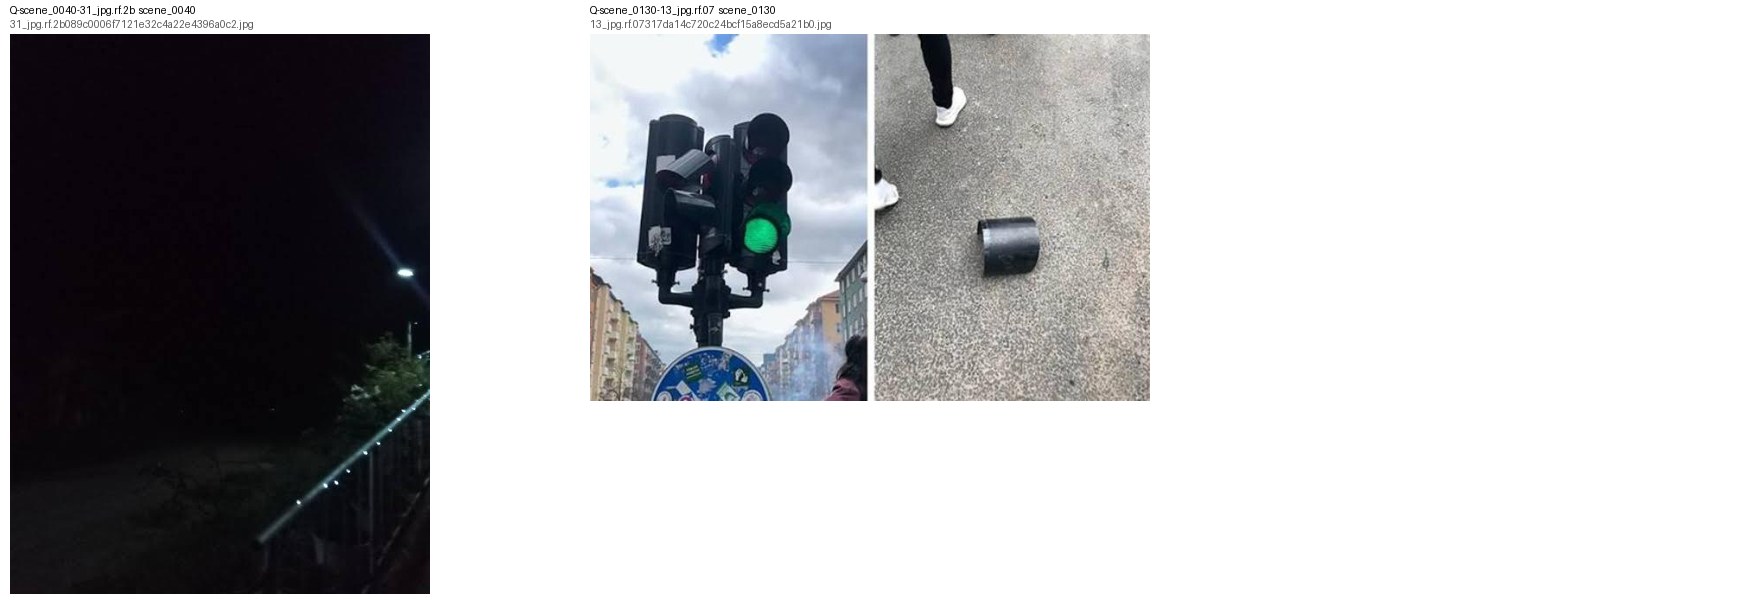 Q-scene_0040-31_jpg.rf.2b scene_0040
31_jpg.rf.2b089c0006f7121e32c4a22e4396a0c2.jpg
Q-scene_0130-13_jpg.rf.07 scene_0130
13_jpg.rf.07317da14c720c24bcf15a8ecd5a21b0.jpg